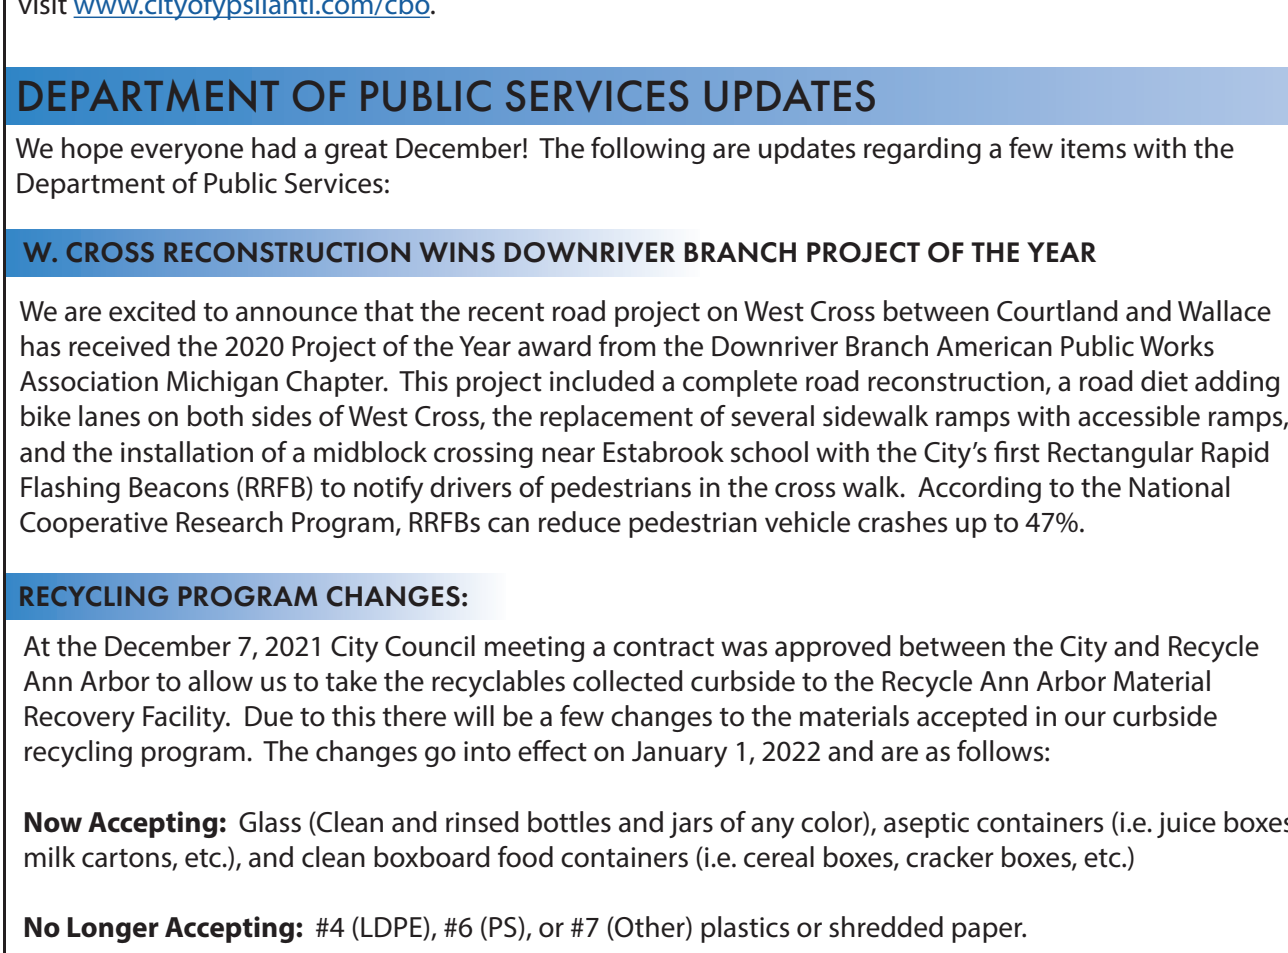 visit www.cityofypsilanti.com/cbo.
DEPARTMENT OF PUBLIC SERVICES UPDATES
We hope everyone had a great December!  The following are updates regarding a few items with the
Department of Public Services:
W. CROSS RECONSTRUCTION WINS DOWNRIVER BRANCH PROJECT OF THE YEAR
We are excited to announce that the recent road project on West Cross between Courtland and Wallace
has received the 2020 Project of the Year award from the Downriver Branch American Public Works
Association Michigan Chapter.  This project included a complete road reconstruction, a road diet adding
bike lanes on both sides of West Cross, the replacement of several sidewalk ramps with accessible ramps,
and the installation of a midblock crossing near Estabrook school with the City’s first Rectangular Rapid
Flashing Beacons (RRFB) to notify drivers of pedestrians in the cross walk.  According to the National
Cooperative Research Program, RRFBs can reduce pedestrian vehicle crashes up to 47%.
RECYCLING PROGRAM CHANGES:
At the December 7, 2021 City Council meeting a contract was approved between the City and Recycle
Ann Arbor to allow us to take the recyclables collected curbside to the Recycle Ann Arbor Material
Recovery Facility.  Due to this there will be a few changes to the materials accepted in our curbside
recycling program.  The changes go into effect on January 1, 2022 and are as follows:
Now Accepting:  Glass (Clean and rinsed bottles and jars of any color), aseptic containers (i.e. juice boxes
milk cartons, etc.), and clean boxboard food containers (i.e. cereal boxes, cracker boxes, etc.)
No Longer Accepting:  #4 (LDPE), #6 (PS), or #7 (Other) plastics or shredded paper.